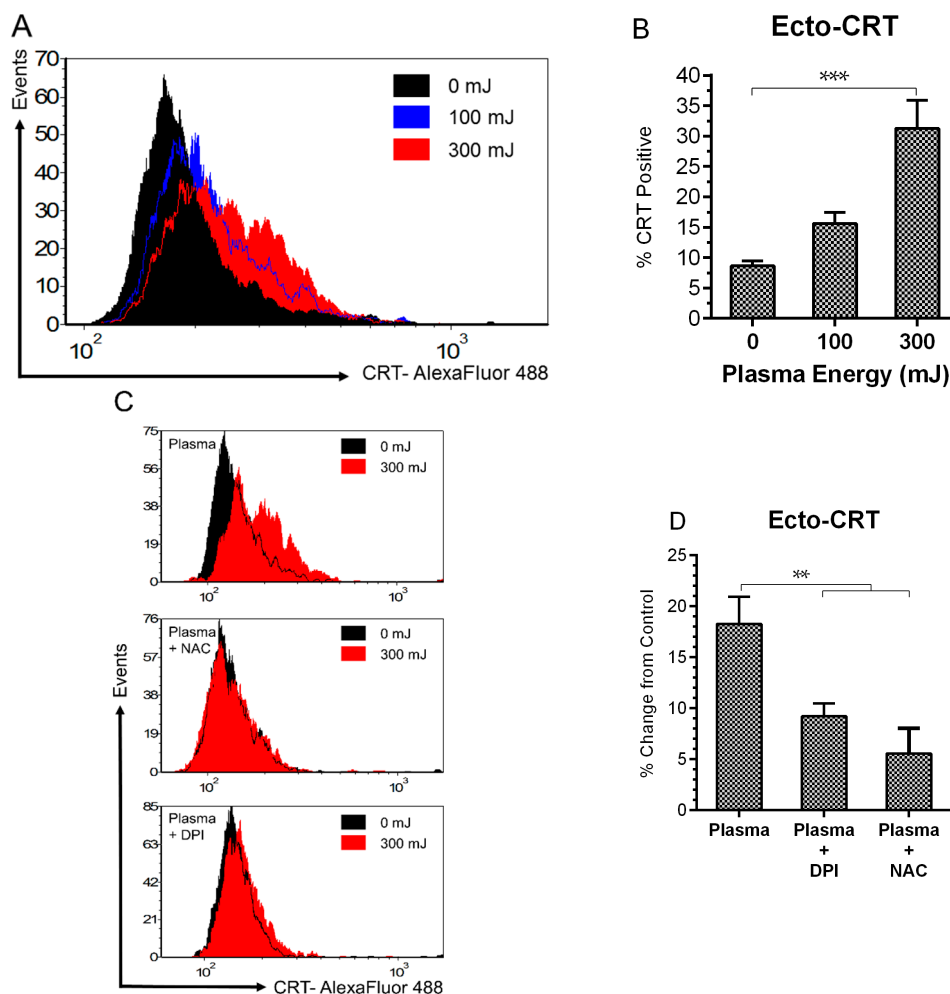 A
Events
70
60
50
40
30
20
10
0
10²
10³
0 mJ
100 mJ
300 mJ
CRT- AlexaFluor 488
B
Ecto-CRT
% CRT Positive
40
35
30
25
20
15
10
5
0
***
0 100 300
Plasma Energy (mJ)
C
Events
Plasma
75
56
38
19
0
10²
10³
0 mJ
300 mJ
Plasma
+ NAC
76
57
38
19
0
10²
10³
0 mJ
300 mJ
Plasma
+ DPI
85
63
42
21
0
10²
10³
0 mJ
300 mJ
CRT- AlexaFluor 488
D
Ecto-CRT
% Change from Control
25
20
15
10
5
0
**
Plasma
Plasma
+
DPI
Plasma
+
NAC